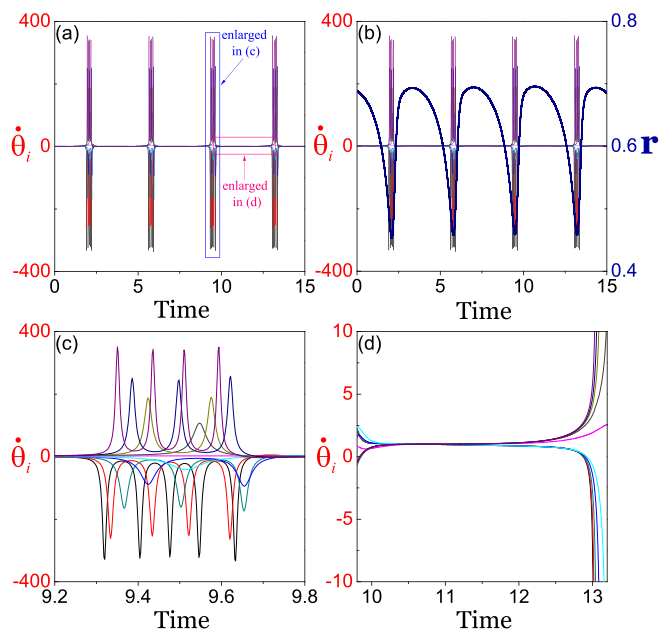 400 (a) enlarged in (c)
0
θ̇i
enlarged in (d)
-400
0 5 10 15
Time
(b) 0.8
0.6 r
θ̇i
-400 0.4
0 5 10 15
Time
400 (c)
0
θ̇i
-400
9.2 9.4 9.6 9.8
Time
10 (d)
5
0
θ̇i
-5
-10
10 11 12 13
Time